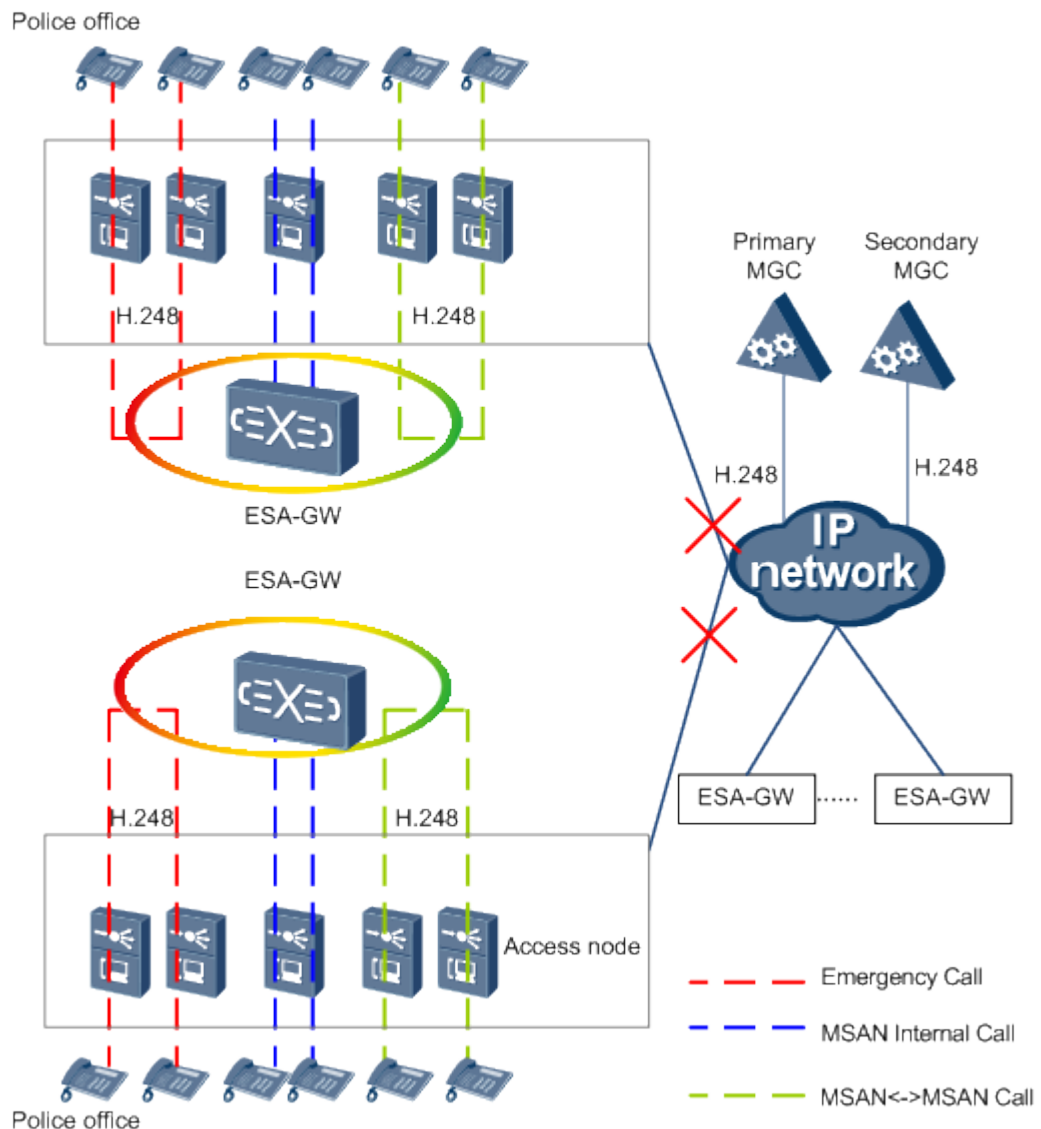 Police office
Primary
MGC
Secondary
MGC
H.248
H.248
H.248
H.248
ESA-GW
IP
network
ESA-GW
ESA-GW
......
ESA-GW
H.248
H.248
Access node
Emergency Call
MSAN Internal Call
MSAN<->MSAN Call
Police office